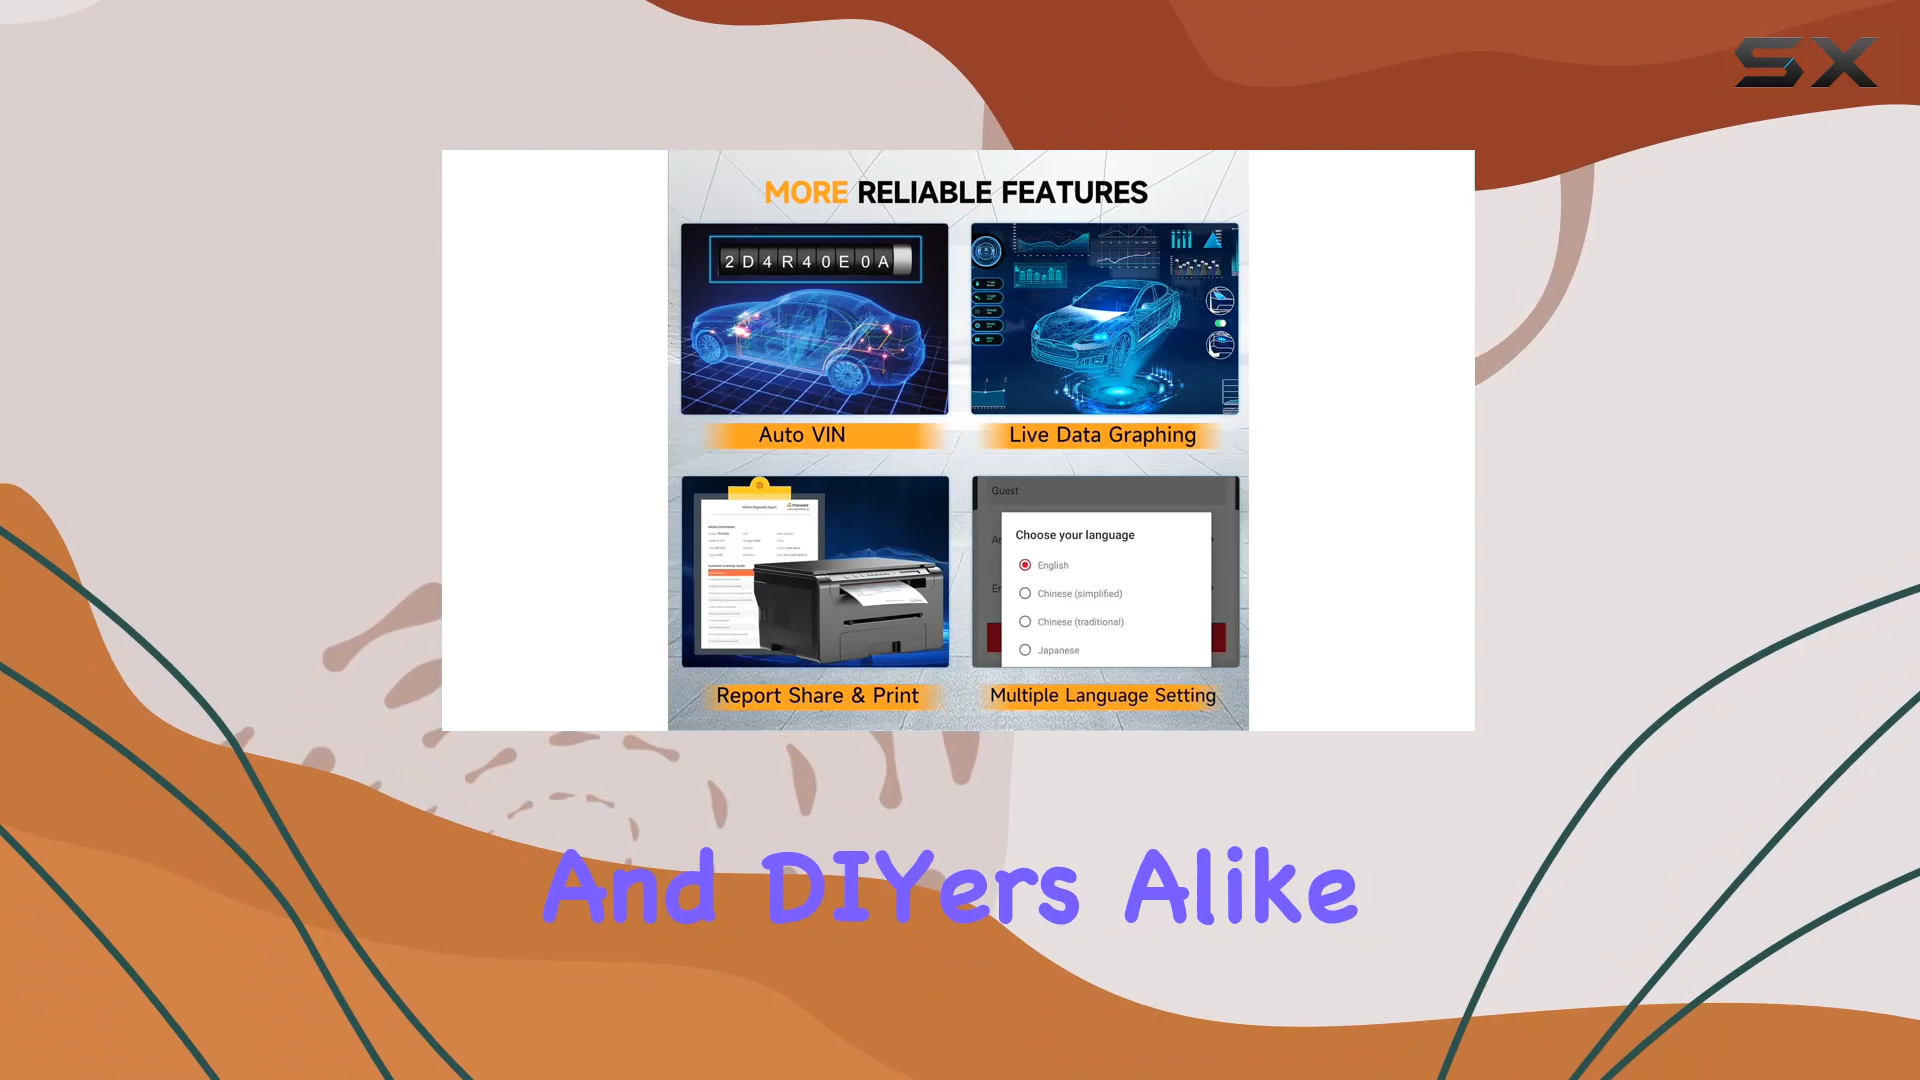 SX
MORE RELIABLE FEATURES
2D4R40E0A
Auto VIN
Live Data Graphing
Guest
Choose your language
English
Chinese (simplified)
Chinese (traditional)
Japanese
Report Share & Print
Multiple Language Setting
And DIYers Alike